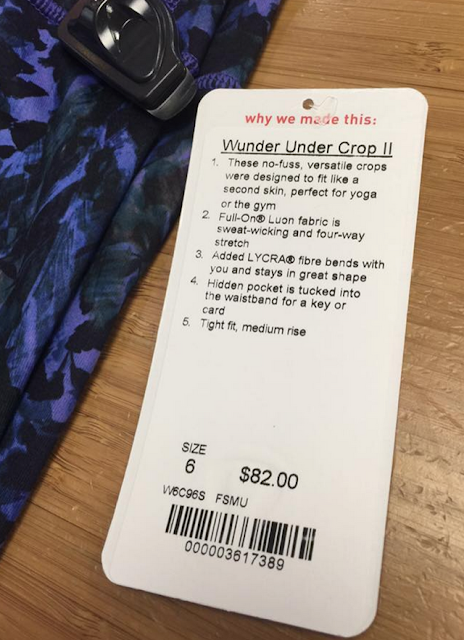 why we made this:
Wunder Under Crop II
1. These no-fuss, versatile crops
were designed to fit like a
second skin, perfect for yoga
or the gym
2. Full-On® Luon fabric is
sweat-wicking and four-way
stretch
3. Added LYCRA® fibre bends with
you and stays in great shape
4. Hidden pocket is tucked into
the waistband for a key or
card
5. Tight fit, medium rise
SIZE
6 $82.00
W6C96S FSMU
000003617389